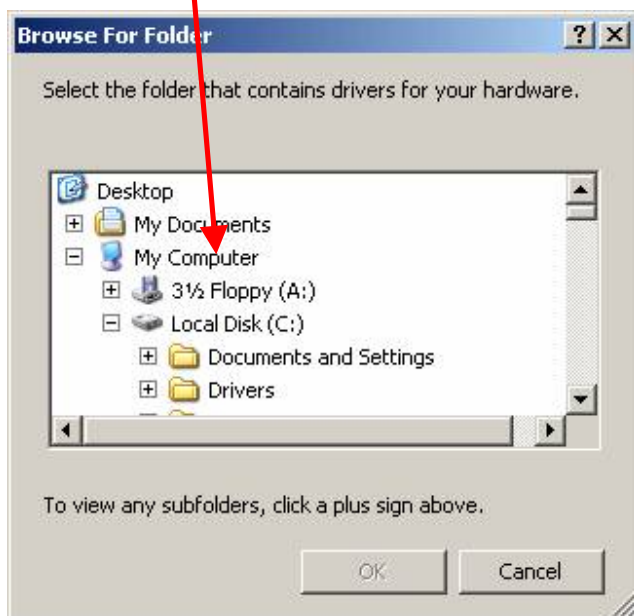 Browse For Folder
Select the folder that contains drivers for your hardware.
Desktop
My Documents
My Computer
3½ Floppy (A:)
Local Disk (C:)
Documents and Settings
Drivers
To view any subfolders, click a plus sign above.
OK Cancel